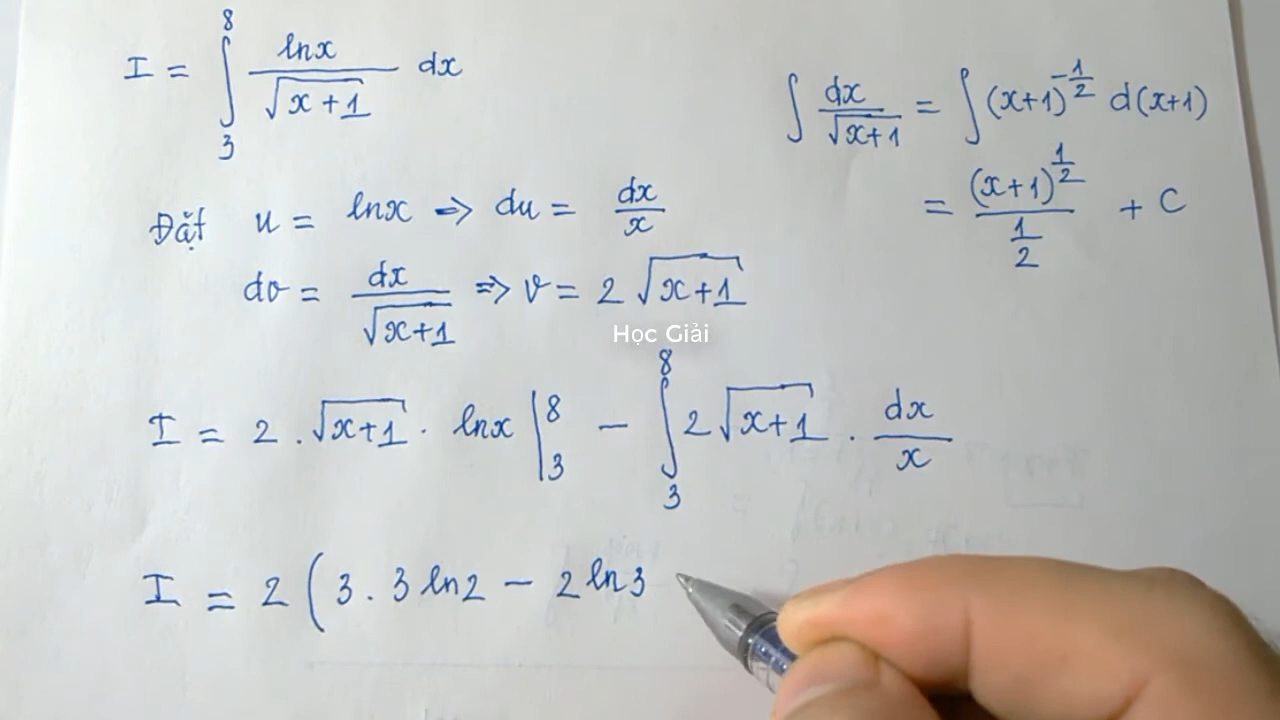 I = ∫₃⁸ lnx / √(x+1) dx
∫ dx/√(x+1) = ∫ (x+1)^(-1/2) d(x+1)
= (x+1)^(1/2) / (1/2) + C
Đặt u = lnx => du = dx/x
dv = dx/√(x+1) => v = 2√(x+1)
Học Giải
I = 2.√(x+1). lnx |₃⁸ − ∫₃⁸ 2√(x+1) . dx/x
I = 2(3.3ln2 − 2ln3